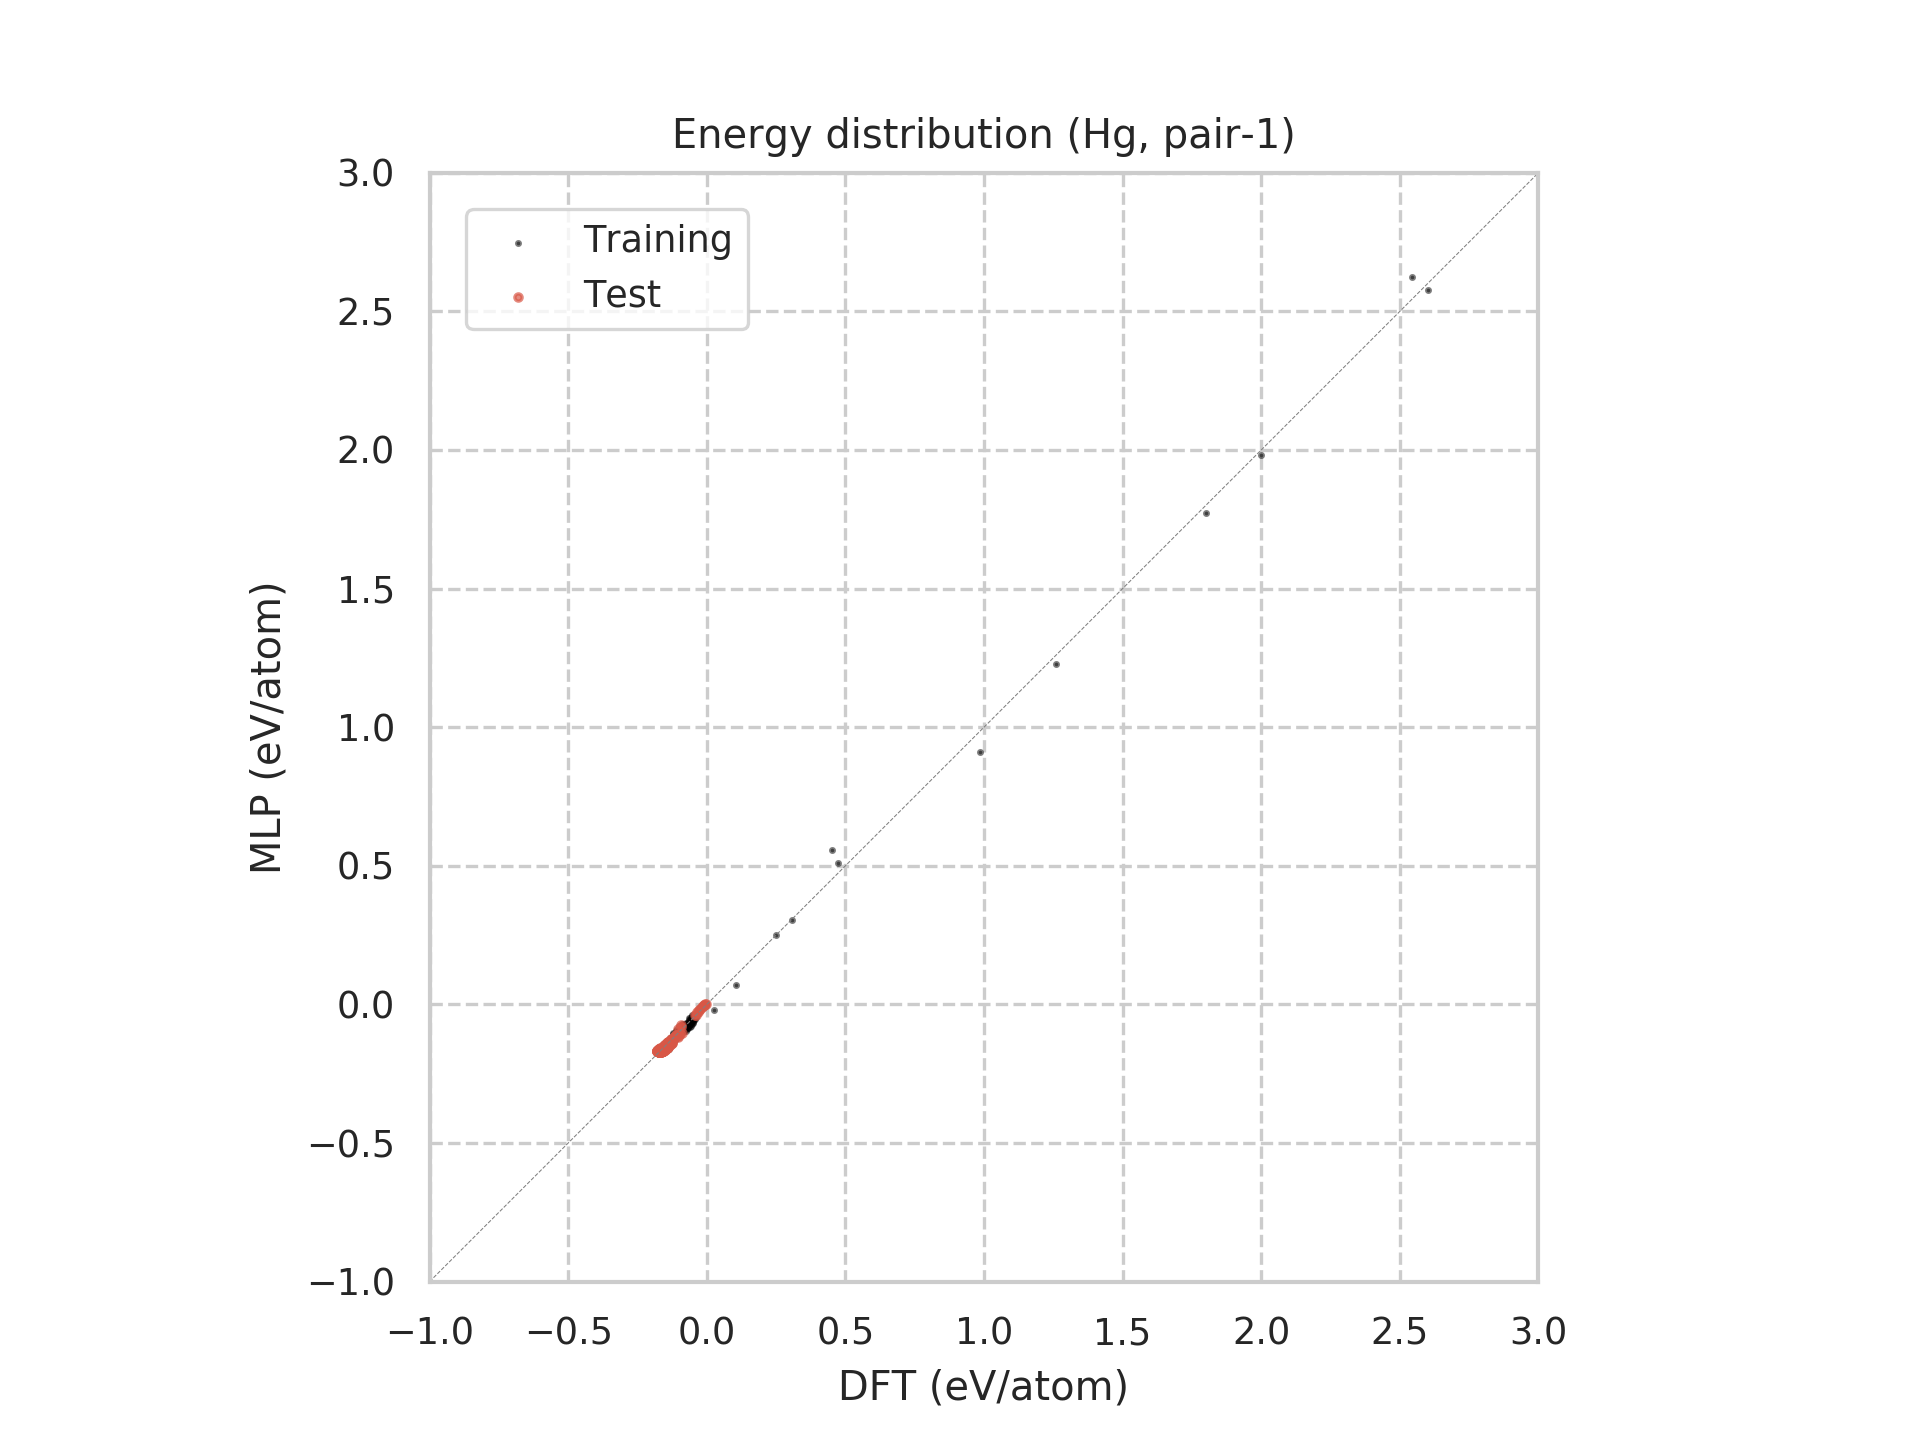 Energy distribution (Hg, pair-1)
3.0
2.5
2.0
1.5
1.0
0.5
0.0
−0.5
−1.0
Training
Test
MLP (eV/atom)
−1.0 −0.5 0.0 0.5 1.0 1.5 2.0 2.5 3.0
DFT (eV/atom)